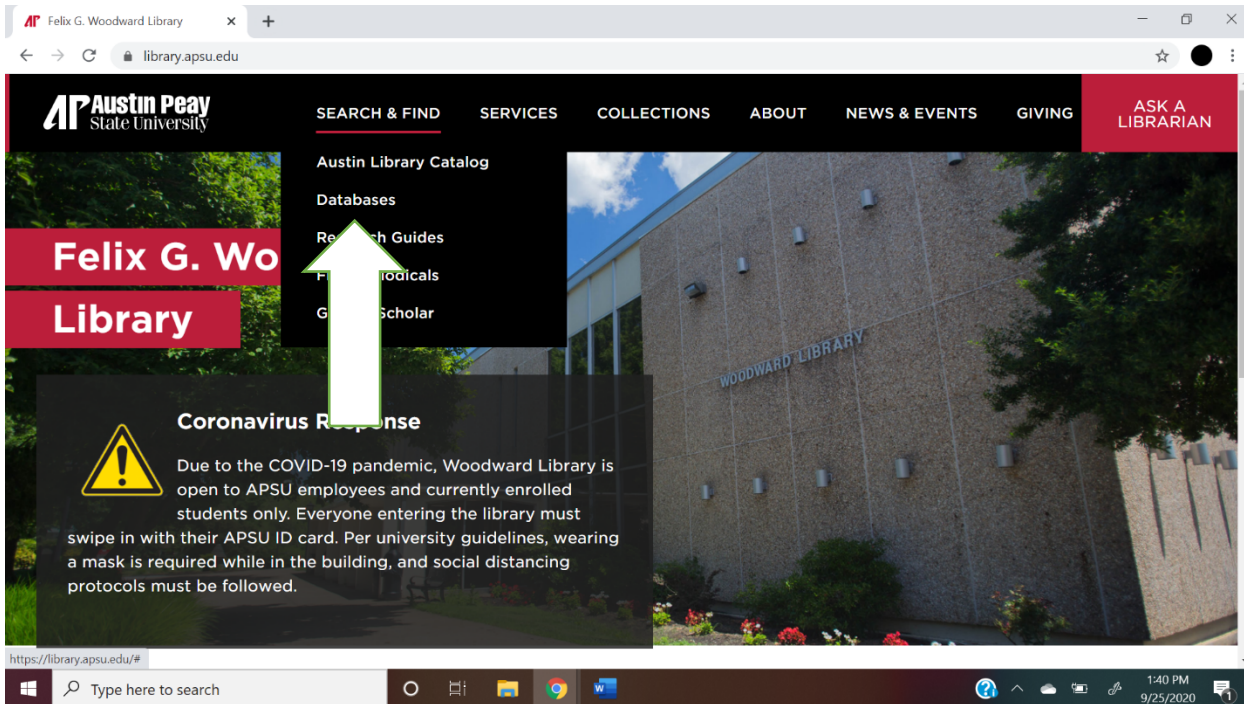 Felix G. Woodward Library
library.apsu.edu
AP Austin Peay
State University
SEARCH & FIND SERVICES COLLECTIONS ABOUT NEWS & EVENTS GIVING
ASK A
LIBRARIAN
Austin Library Catalog
Databases
Guides
Scholar
Felix G. Wo
Library
WOODWARD LIBRARY
Coronavirus Response
Due to the COVID-19 pandemic, Woodward Library is
open to APSU employees and currently enrolled
students only. Everyone entering the library must
swipe in with their APSU ID card. Per university guidelines, wearing
a mask is required while in the building, and social distancing
protocols must be followed.
https://library.apsu.edu/#
Type here to search
1:40 PM
9/25/2020
1